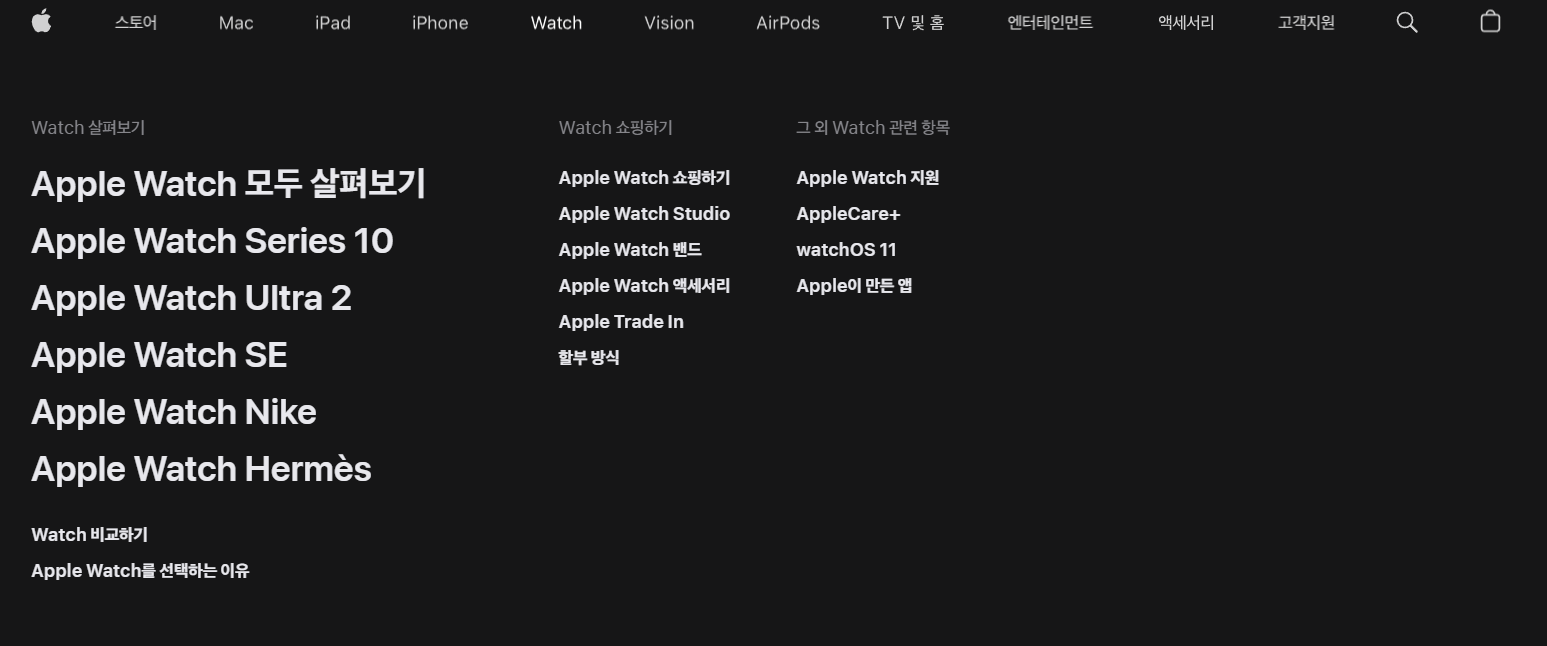 스토어 Mac iPad iPhone Watch Vision AirPods TV 및 홈 엔터테인먼트 액세서리 고객지원
Watch 살펴보기
Apple Watch 모두 살펴보기
Apple Watch Series 10
Apple Watch Ultra 2
Apple Watch SE
Apple Watch Nike
Apple Watch Hermès
Watch 비교하기
Apple Watch를 선택하는 이유
Watch 쇼핑하기
Apple Watch 쇼핑하기
Apple Watch Studio
Apple Watch 밴드
Apple Watch 액세서리
Apple Trade In
할부 방식
그 외 Watch 관련 항목
Apple Watch 지원
AppleCare+
watchOS 11
Apple이 만든 앱